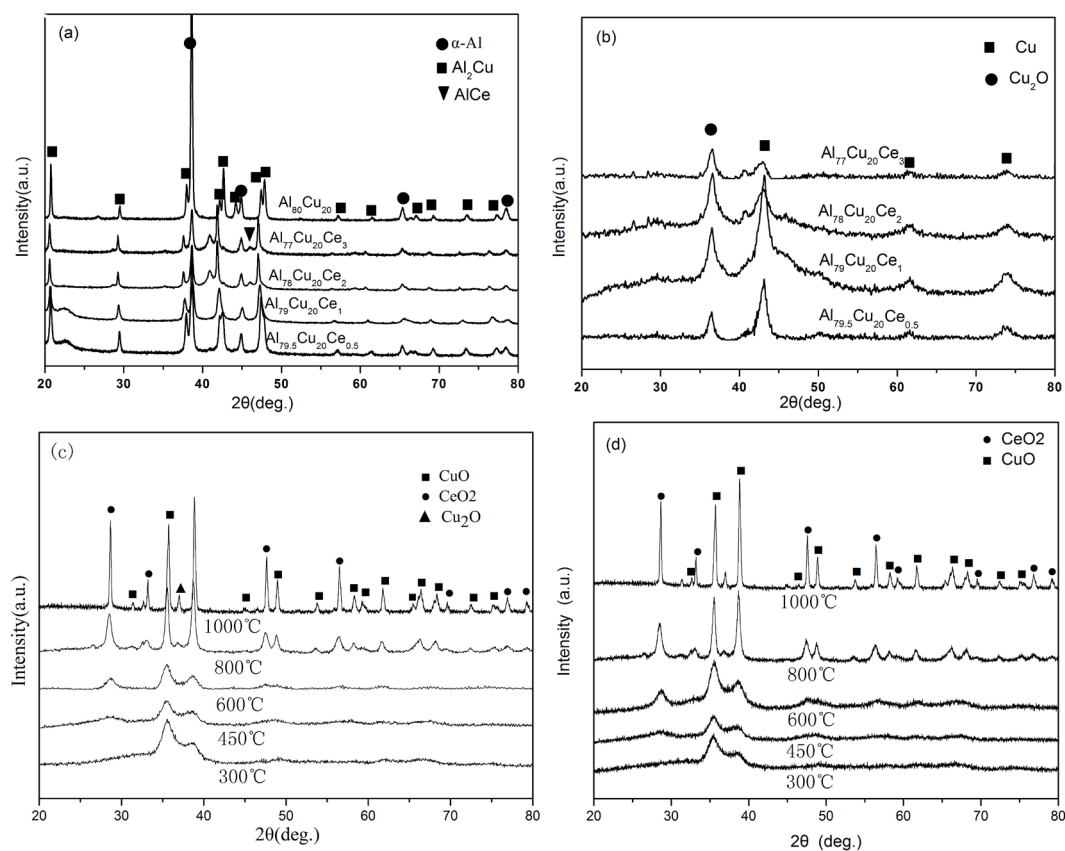 (a)
α-Al
Al2Cu
AlCe
Al80Cu20
Al77Cu20Ce3
Al78Cu20Ce2
Al79Cu20Ce1
Al79.5Cu20Ce0.5
Intensity(a.u.)
20 30 40 50 60 70 80
2θ(deg.)
(b)
Cu
Cu2O
Al77Cu20Ce3
Al78Cu20Ce2
Al79Cu20Ce1
Al79.5Cu20Ce0.5
Intensity(a.u.)
20 30 40 50 60 70 80
2θ(deg.)
(c)
CuO
CeO2
Cu2O
1000℃
800℃
600℃
450℃
300℃
Intensity(a.u.)
20 30 40 50 60 70 80
2θ(deg.)
(d)
CeO2
CuO
1000℃
800℃
600℃
450℃
300℃
Intensity (a.u.)
20 30 40 50 60 70 80
2θ (deg.)